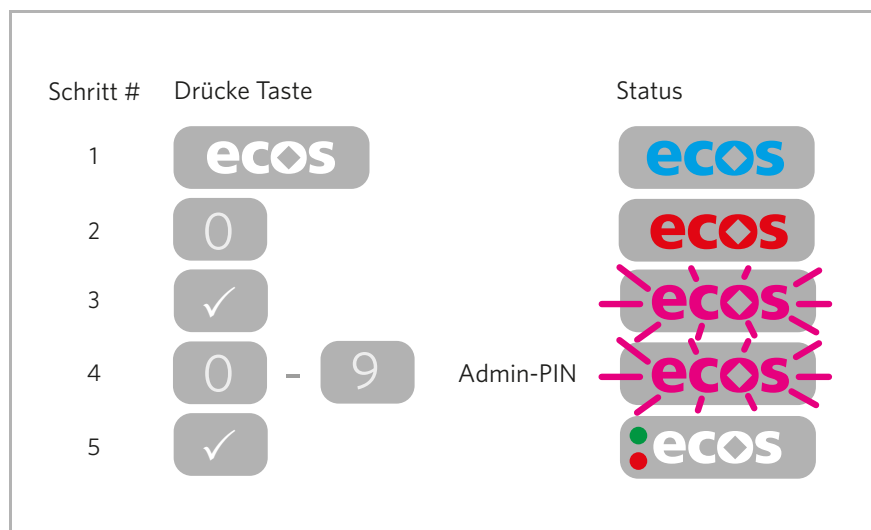 Schritt # Drücke Taste Status
1 ecos ecos
2 0 ecos
3 ✓ ecos
4 0 - 9 Admin-PIN ecos
5 ✓ ecos